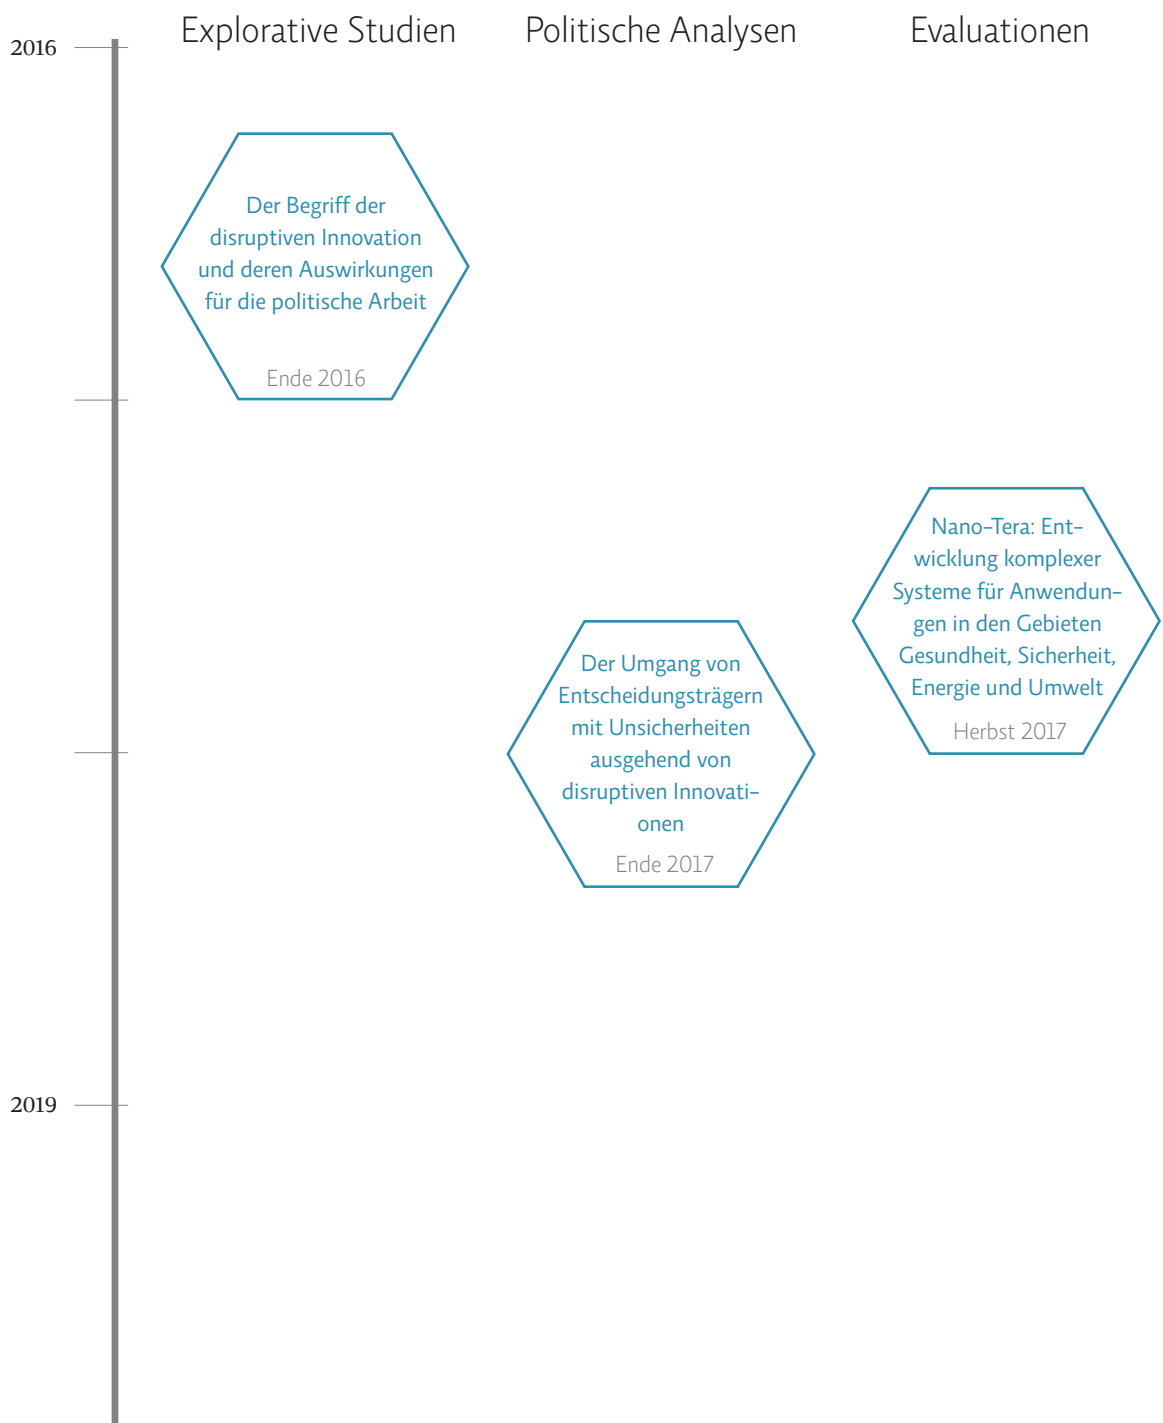 Explorative Studien
Politische Analysen
Evaluationen
2016
Der Begriff der
disruptiven Innovation
und deren Auswirkungen
für die politische Arbeit
Ende 2016
Nano-Tera: Ent-
wicklung komplexer
Systeme für Anwendun-
gen in den Gebieten
Gesundheit, Sicherheit,
Energie und Umwelt
Herbst 2017
Der Umgang von
Entscheidungsträgern
mit Unsicherheiten
ausgehend von
disruptiven Innovati-
onen
Ende 2017
2019